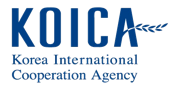 KOICA
Korea International
Cooperation Agency